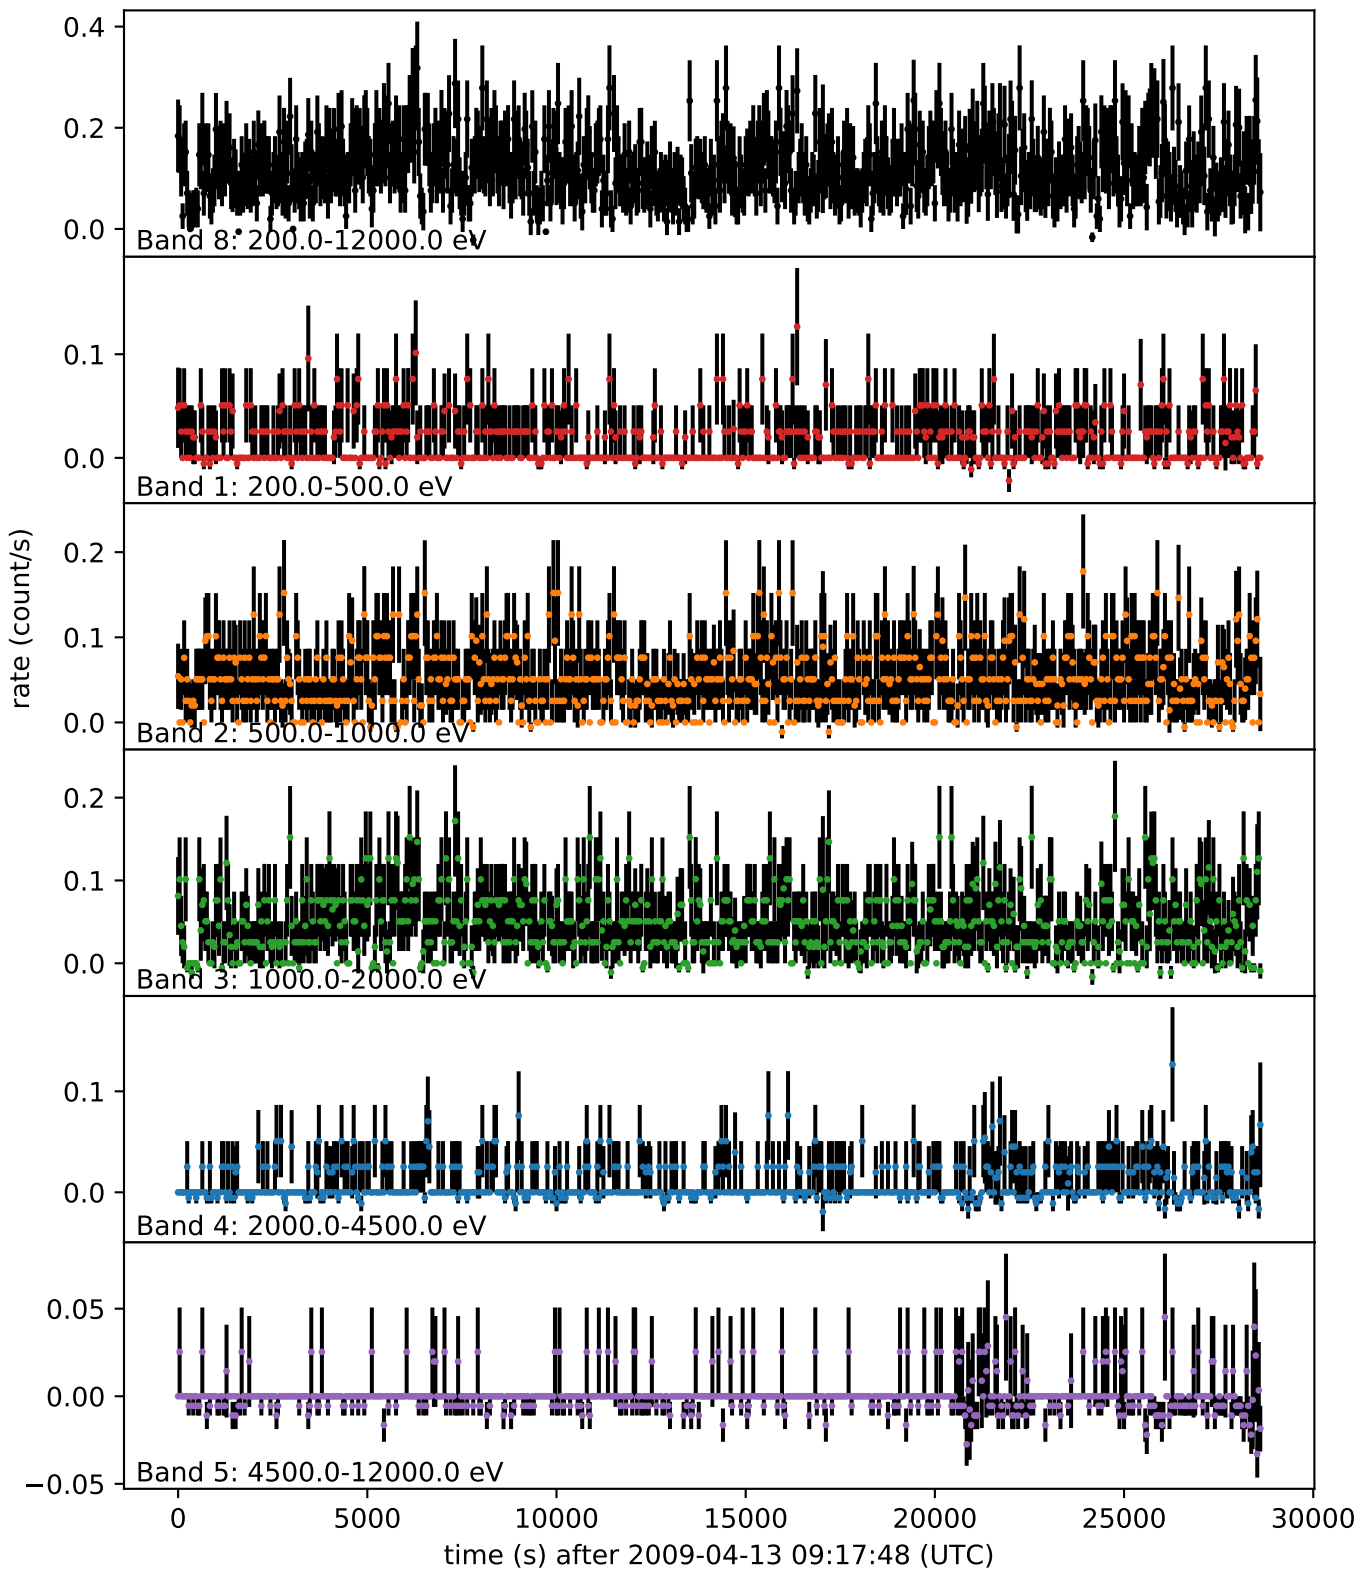 0.4
0.2
0.0
Band 8: 200.0-12000.0 eV
0.1
0.0
Band 1: 200.0-500.0 eV
0.2
0.1
0.0
Band 2: 500.0-1000.0 eV
rate (count/s)
0.2
0.1
0.0
Band 3: 1000.0-2000.0 eV
0.1
0.0
Band 4: 2000.0-4500.0 eV
0.05
0.00
−0.05
Band 5: 4500.0-12000.0 eV
0 5000 10000 15000 20000 25000 30000
time (s) after 2009-04-13 09:17:48 (UTC)